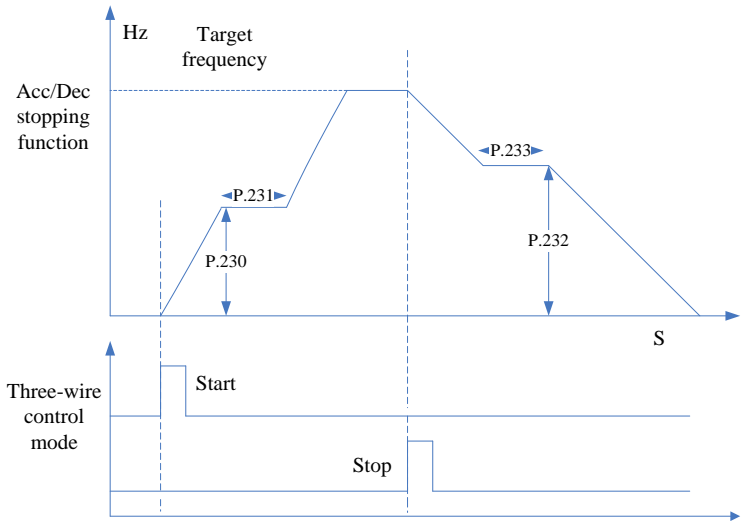 Hz
Target
frequency
Acc/Dec
stopping
function
P.233
P.231
P.232
P.230
S
Three-wire
control
mode
Start
Stop